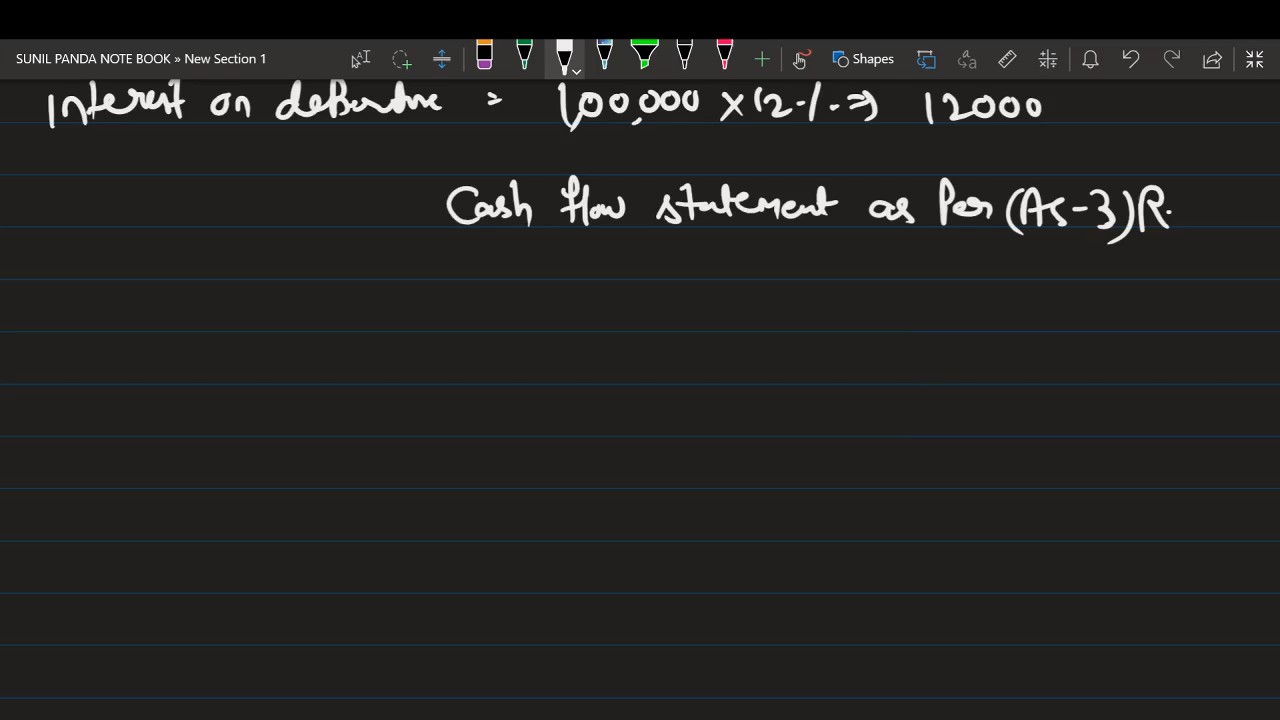 SUNIL PANDA NOTE BOOK » New Section 1
Shapes
Interest on debenture = 1,00,000 x 12-/. => 12000
Cash flow statement as Per (AS-3) R.